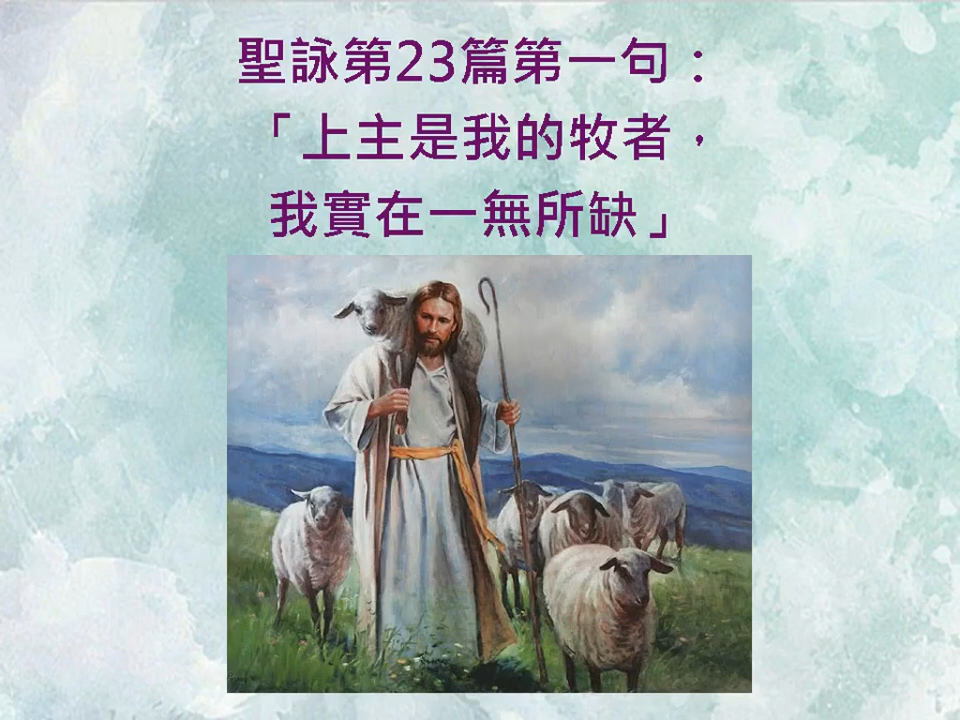 聖詠第23篇第一句：
「上主是我的牧者，
我實在一無所缺」